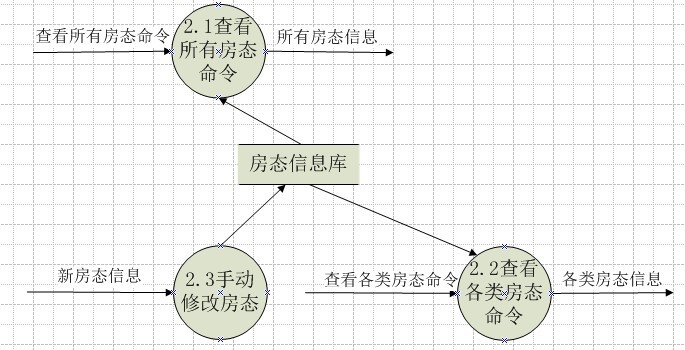 查看所有房态命令
2.1查看
所有房态
命令
所有房态信息
房态信息库
新房态信息
2.3手动
修改房态
查看各类房态命令
2.2查看
各类房态
命令
各类房态信息